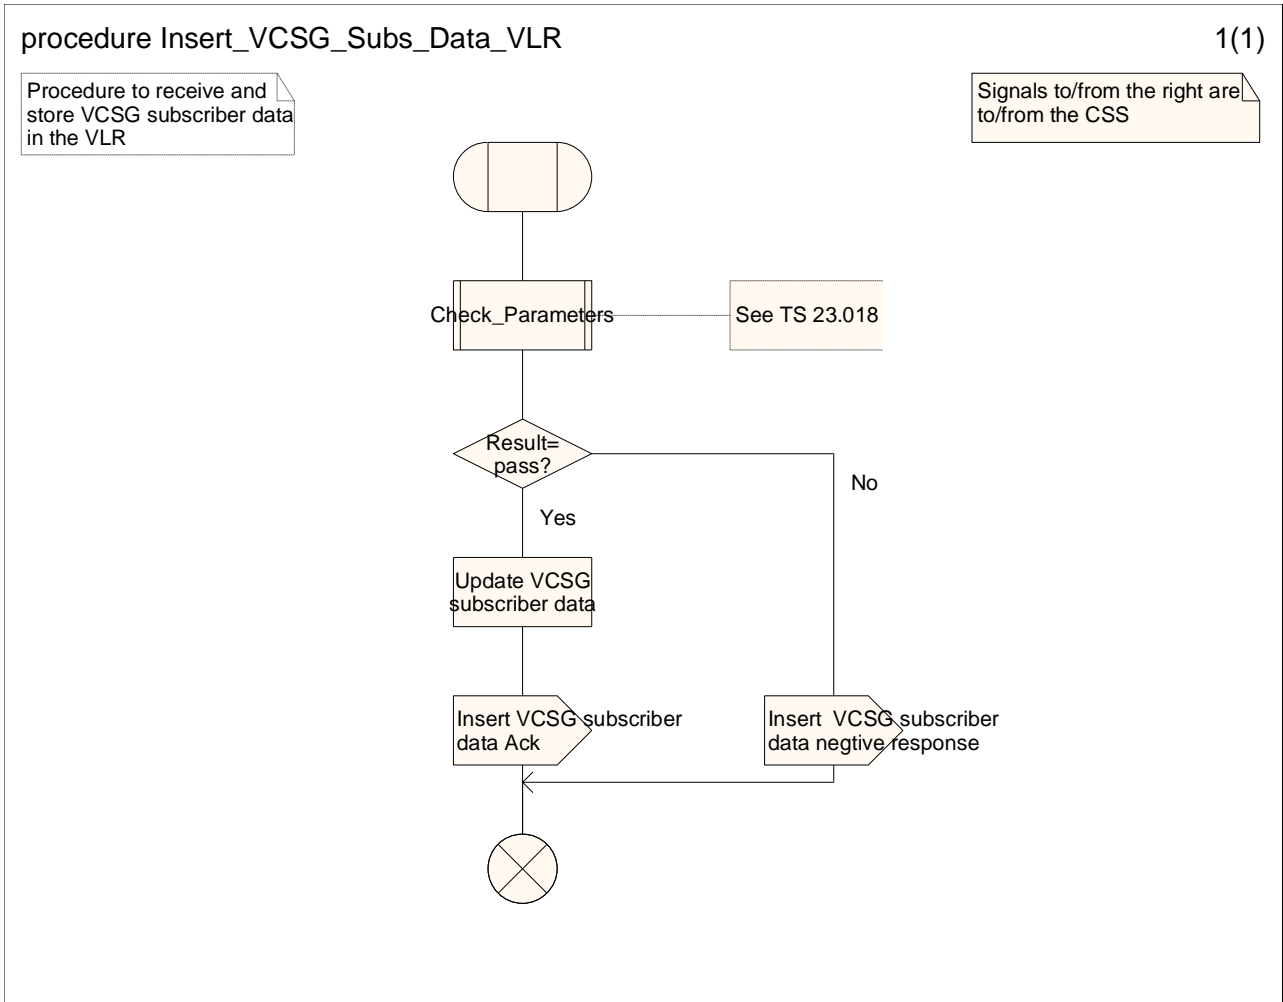 procedure Insert_VCSG_Subs_Data_VLR
1(1)
Procedure to receive and
store VCSG subscriber data
in the VLR
Signals to/from the right are
to/from the CSS
Check_Parameters
See TS 23.018
Result=
pass?
No
Yes
Update VCSG
subscriber data
Insert VCSG subscriber
data Ack
Insert  VCSG subscriber
data negtive response